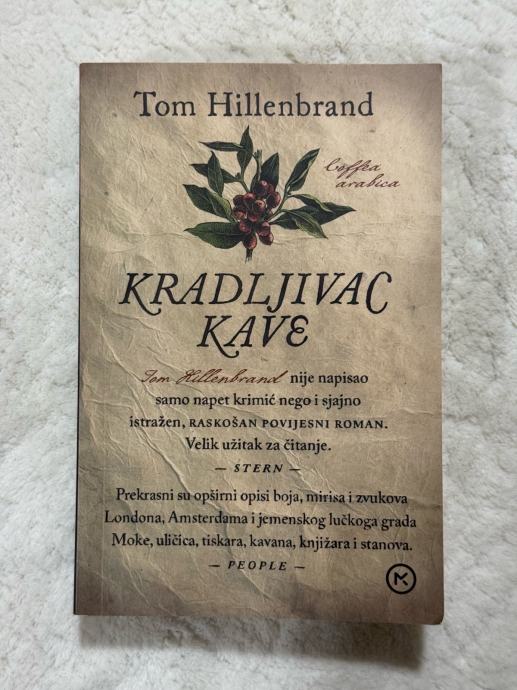 Tom Hillenbrand
Coffea
arabica
KRADLJIVAC
KAVE
Tom Hillenbrand nije napisao
samo napet krimić nego i sjajno
istražen, RASKOŠAN POVIJESNI ROMAN.
Velik užitak za čitanje.
— STERN —
Prekrasni su opširni opisi boja, mirisa i zvukova
Londona, Amsterdama i jemenskog lučkoga grada
Moke, uličica, tiskara, kavana, knjižara i stanova.
— PEOPLE —
M